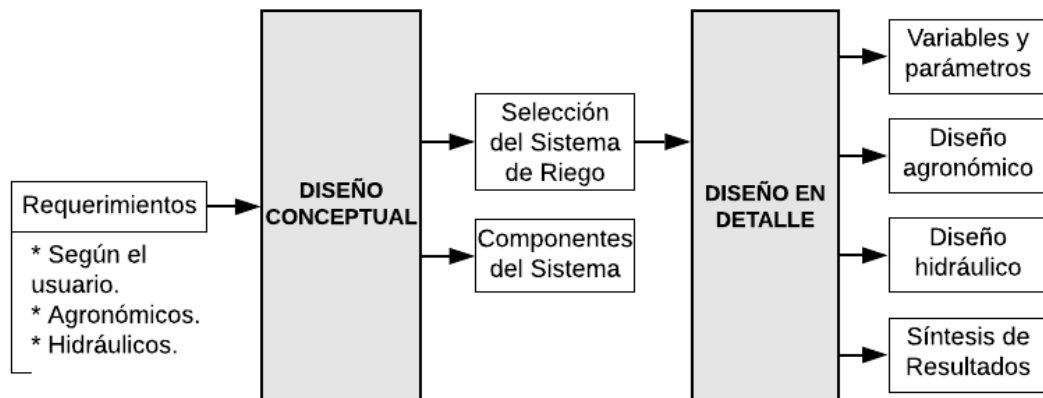 Requerimientos
* Según el
usuario.
* Agronómicos.
* Hidráulicos.
DISEÑO
CONCEPTUAL
Selección
del Sistema
de Riego
Componentes
del Sistema
DISEÑO EN
DETALLE
Variables y
parámetros
Diseño
agronómico
Diseño
hidráulico
Síntesis de
Resultados